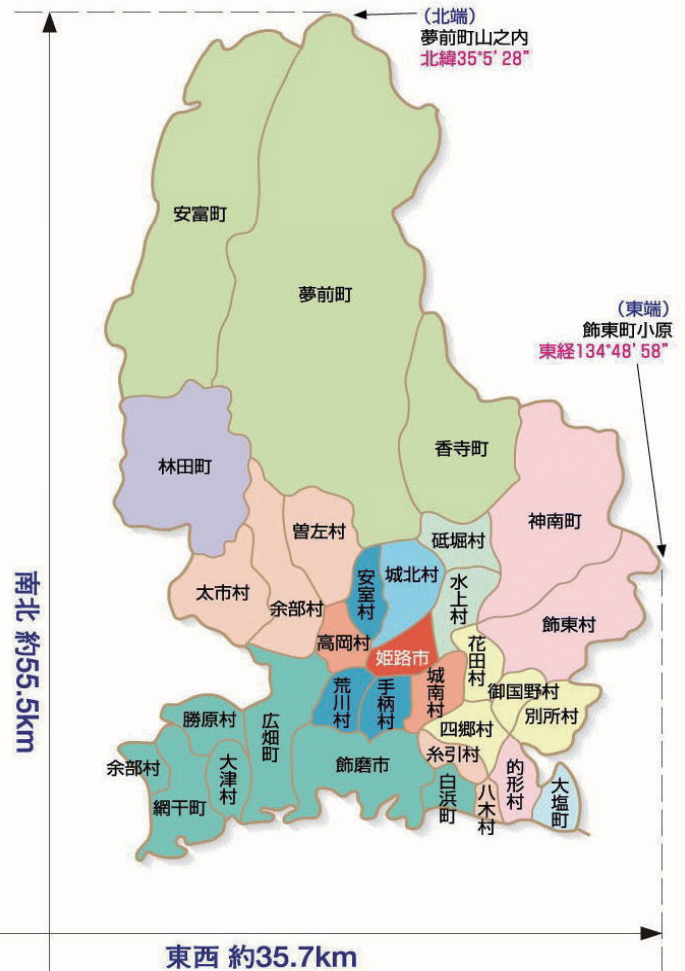 （北端）
夢前町山之内
北緯35°5’28”
安富町
夢前町
（東端）
飾東町小原
東経134°48’58”
林田町
香寺町
神南町
曽左村
砥堀村
安室村
城北村
水上村
太市村
余部村
飾東村
高岡村
姫路市
花田村
荒川村
手柄村
城南村
御国野村
別所村
勝原村
広畑町
四郷村
糸引村
余部村
大津村
飾磨市
白浜町
八木村
的形村
大塩町
網干町
南北 約55.5km
東西 約35.7km